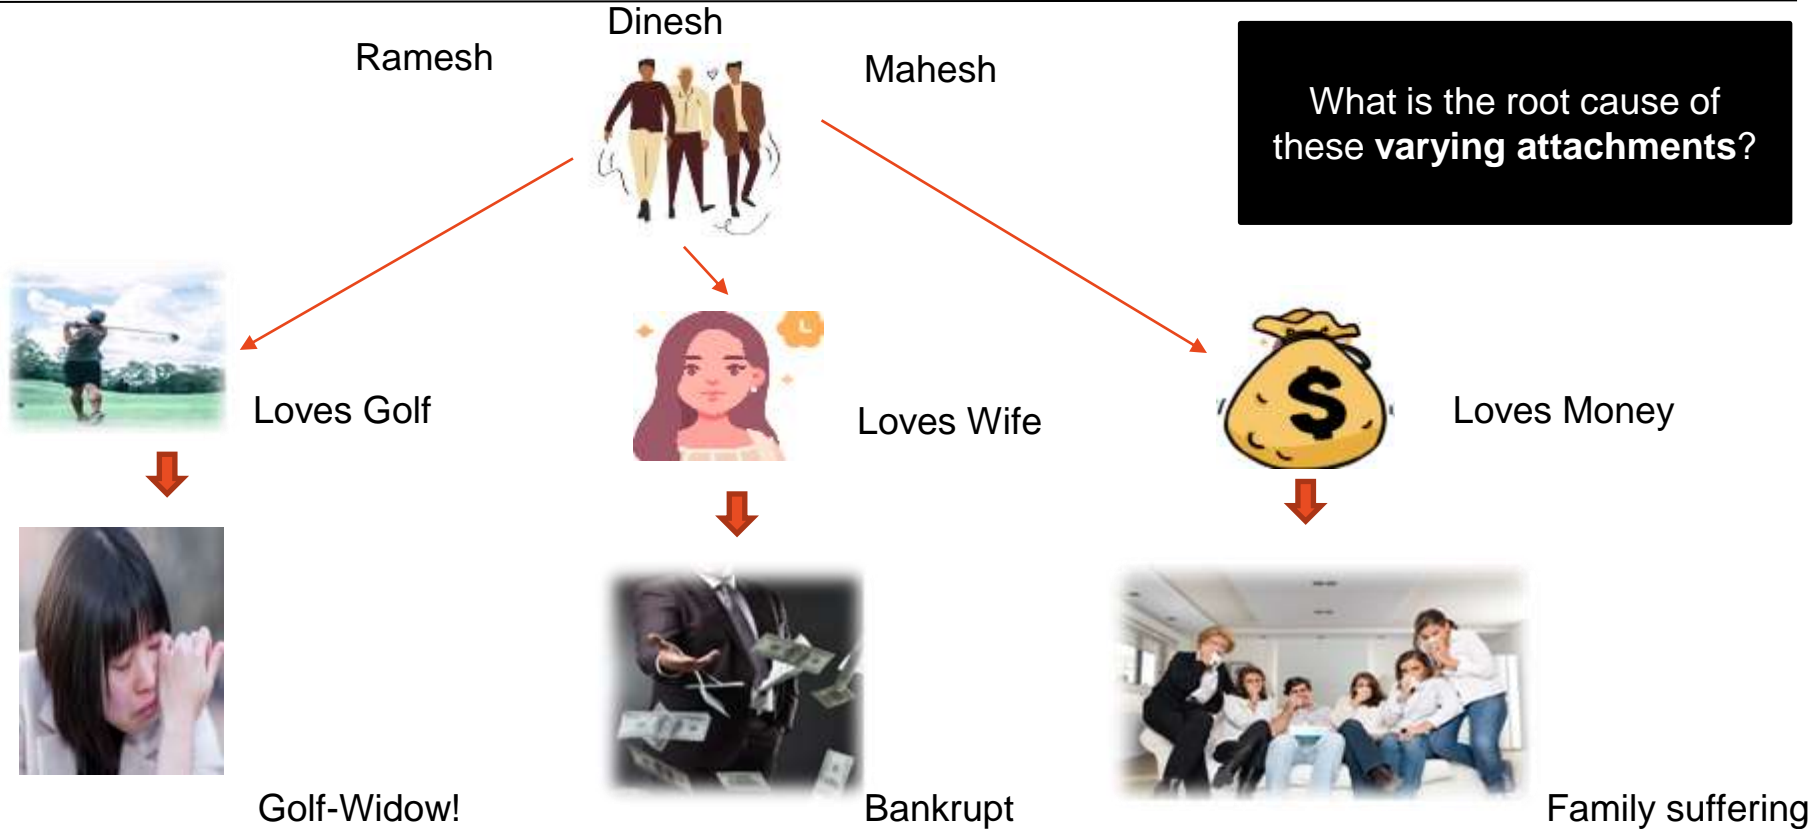 Dinesh
Ramesh
Mahesh
What is the root cause of
these varying attachments?
Loves Golf
Loves Wife
Loves Money
$
Golf-Widow!
Bankrupt
Family suffering